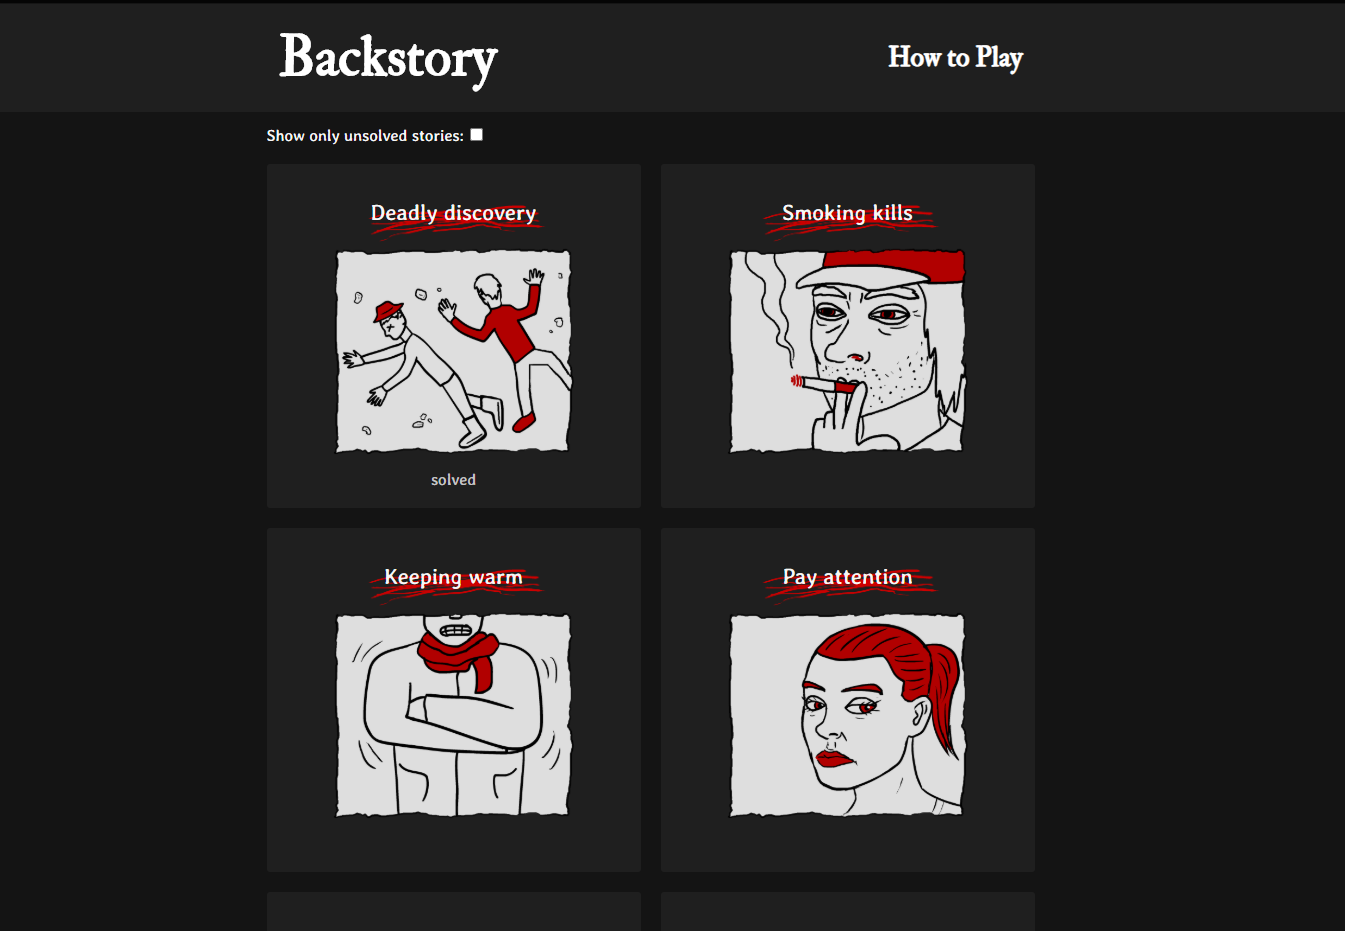 Backstory
How to Play
Show only unsolved stories:
Deadly discovery
Smoking kills
solved
Keeping warm
Pay attention